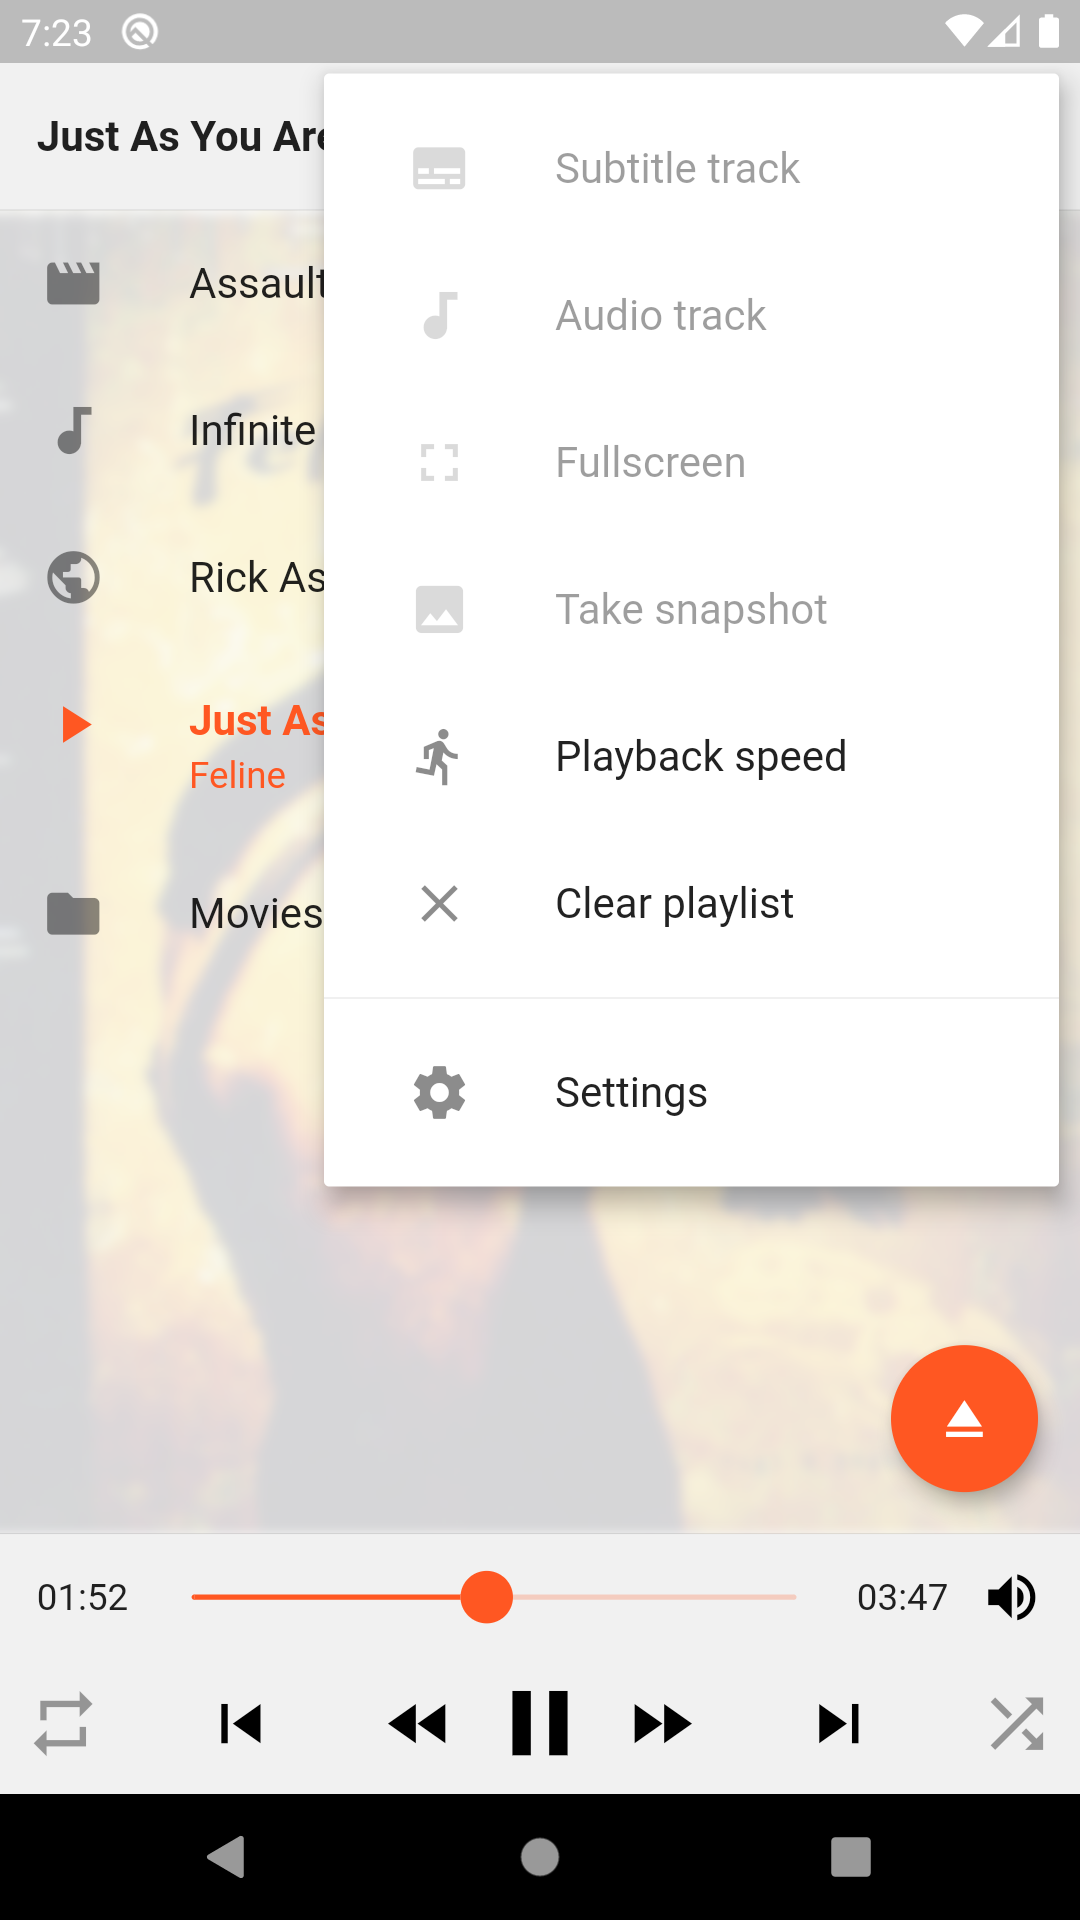 7:23
Just As You Are
Subtitle track
Assault
Audio track
Infinite
Fullscreen
Rick As
Take snapshot
Just As
Feline
Playback speed
Movies
Clear playlist
Settings
01:52
03:47